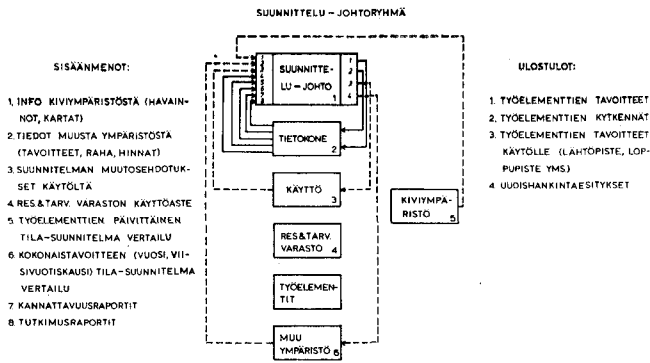 SUUNNITTELU – JOHTORYHMÄ
SISÄÄNMENOT:
1. INFO KIVIYMPÄRISTÖSTÄ (HAVAIN-
NOT, KARTAT)
2. TIEDOT MUUSTA YMPÄRISTÖSTÄ
(TAVOITTEET, RAHA, HINNAT)
3. SUUNNITELMAN MUUTOSEHDOTUK-
SET KÄYTÖLTÄ
4. RES.& TARV. VARASTON KÄYTTÖASTE
5. TYÖELEMENTTIEN PÄIVITTÄINEN
TILA-SUUNNITELMA VERTAILU
6. KOKONAISTAVOITTEEN (VUOSI, VII-
SIVUOTISKAUSI) TILA-SUUNNITELMA
VERTAILU
7. KANNATTAVUUSRAPORTIT
8. TUTKIMUSRAPORTIT
SUUNNITTE-
LU – JOHTO
1
1
2
3
4
TIETOKONE
2
KÄYTTÖ
3
RES.& TARV.
VARASTO 4
TYÖELEMEN-
TIT
MUU
YMPÄRISTÖ 6
KIVIYMPÄ-
RISTÖ 5
ULOSTULOT:
1. TYÖELEMENTTIEN TAVOITTEET
2. TYÖELEMENTTIEN KYTKENNÄT
3. TYÖELEMENTTIEN TAVOITTEET
KÄYTÖLLE (LÄHTÖPISTE, LOP-
PUPISTE YMS)
4. UUDISHANKINTAESITYKSET